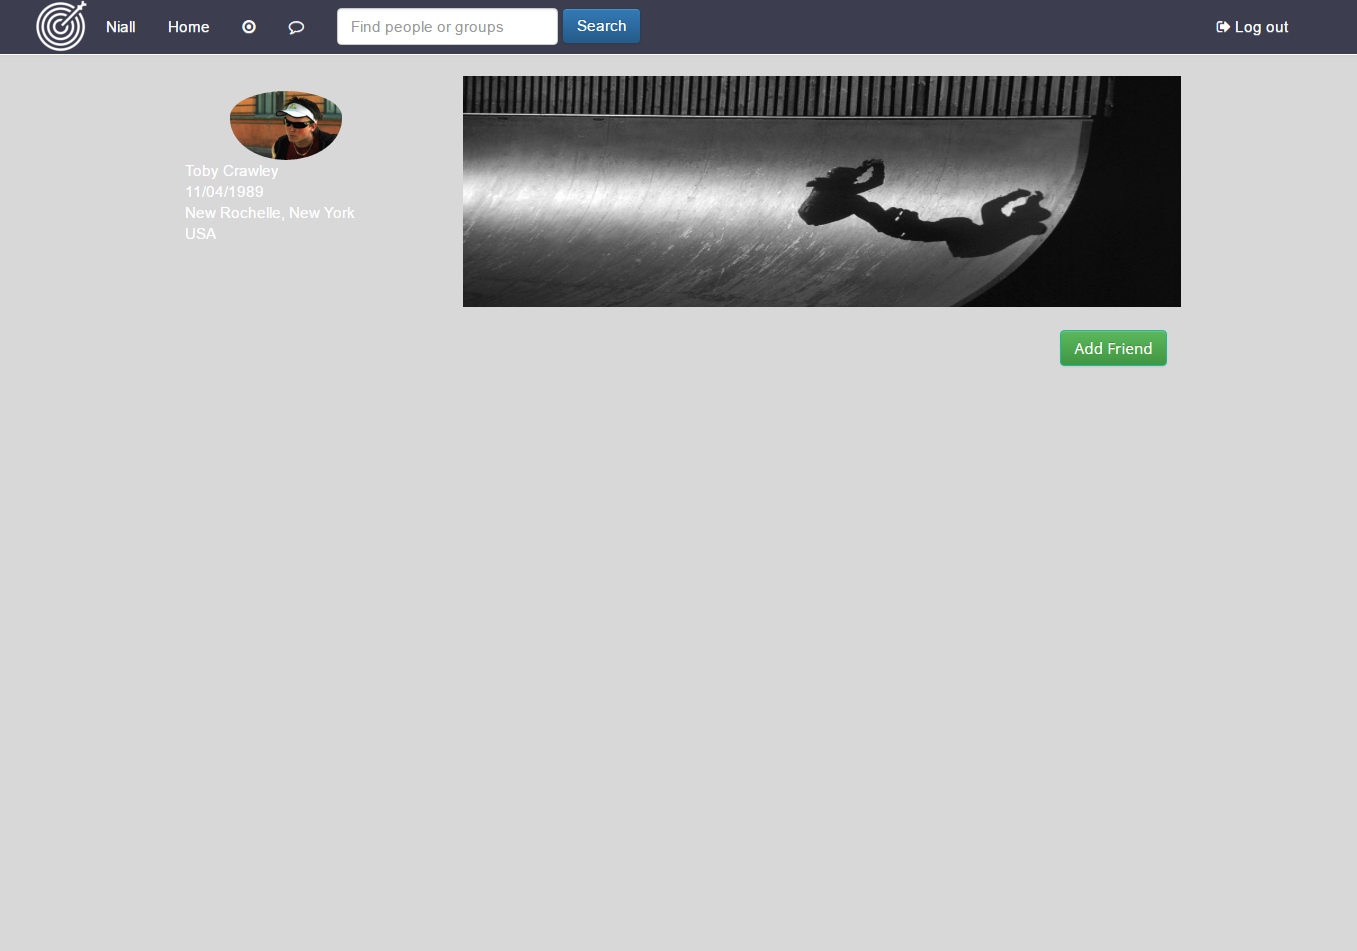 Niall Home Find people or groups Search Log out
Toby Crawley
11/04/1989
New Rochelle, New York
USA
Add Friend